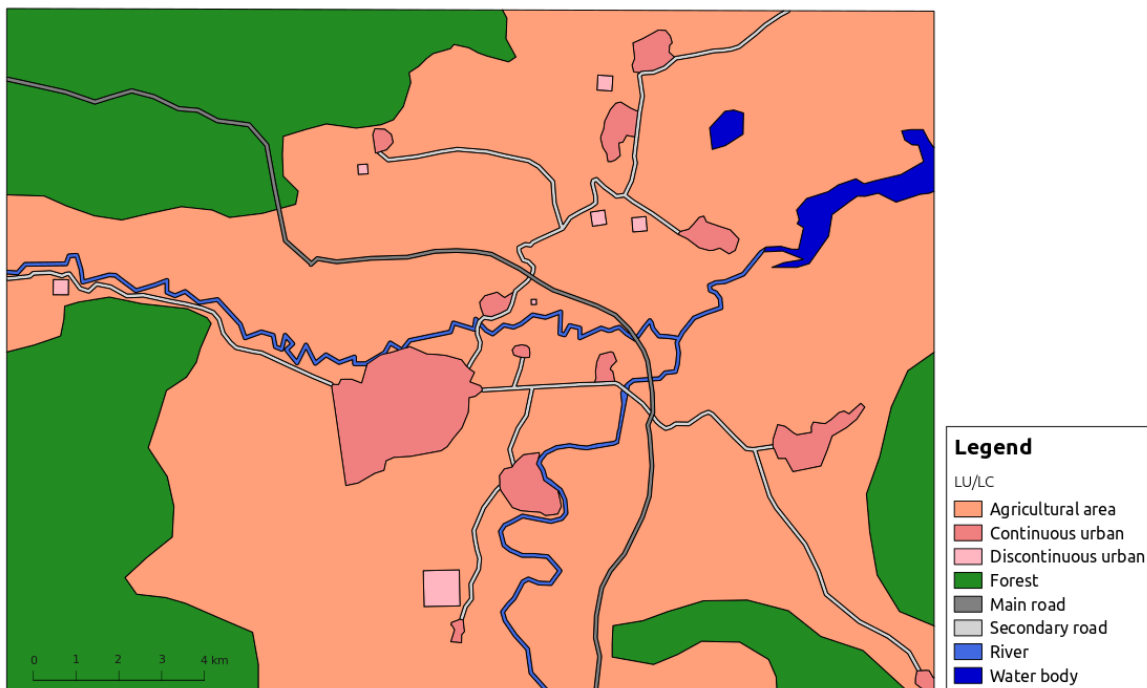 0 1 2 3 4 km
Legend
LU/LC
Agricultural area
Continuous urban
Discontinuous urban
Forest
Main road
Secondary road
River
Water body